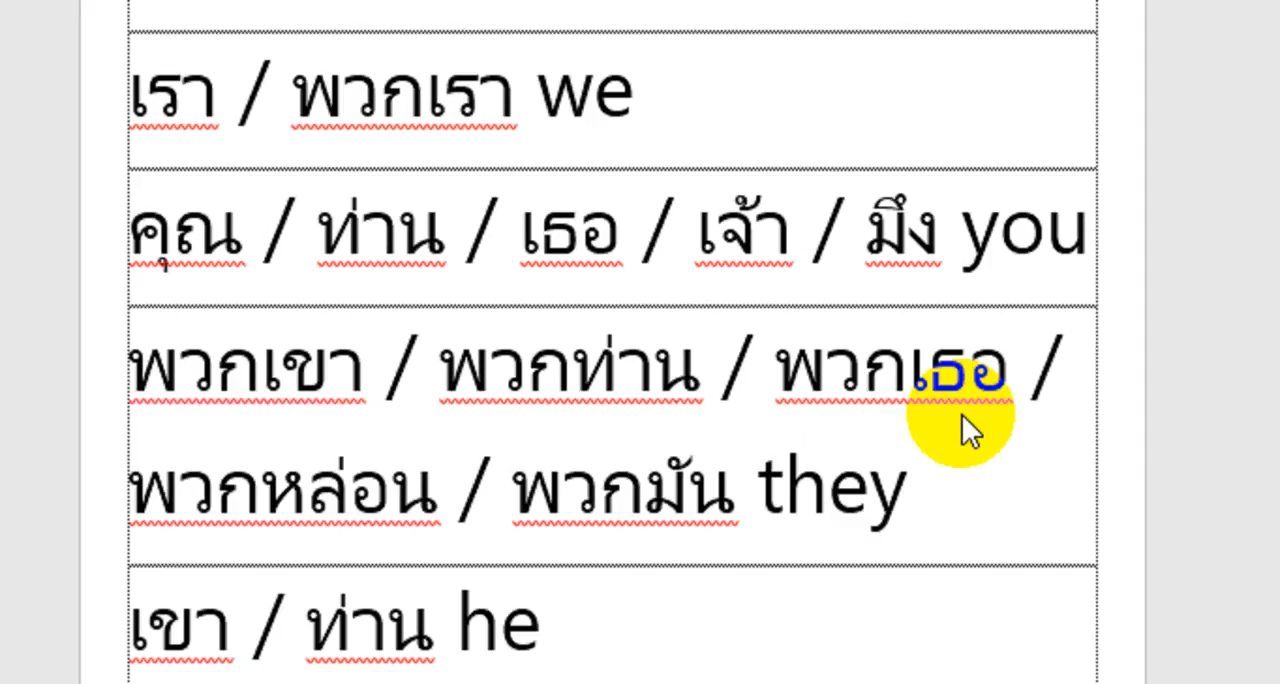 เรา / พวกเรา we
คุณ / ท่าน / เธอ / เจ้า / มึง you
พวกเขา / พวกท่าน / พวกเธอ /
พวกหล่อน / พวกมัน they
เขา / ท่าน he